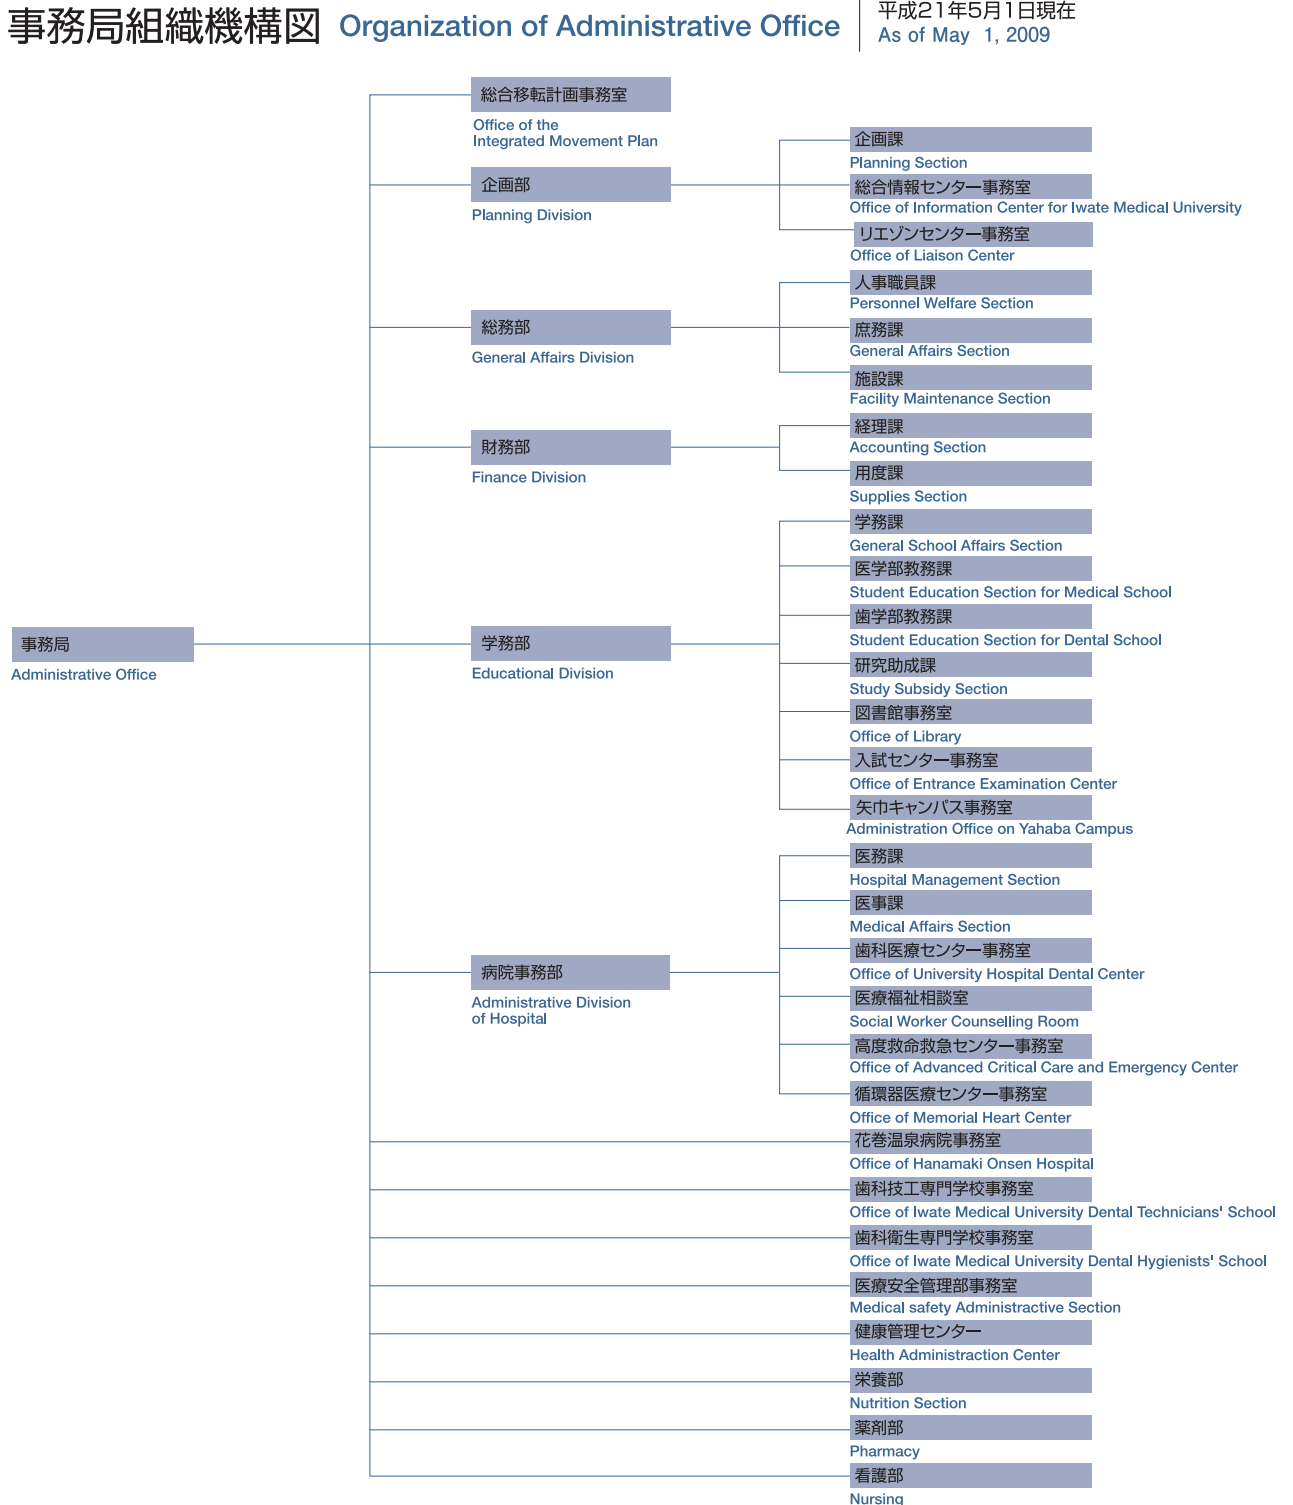 事務局組織機構図 Organization of Administrative Office
平成21年5月1日現在
As of May 1, 2009
事務局
Administrative Office
総合移転計画事務室
Office of the
Integrated Movement Plan
企画部
Planning Division
企画課
Planning Section
総合情報センター事務室
Office of Information Center for Iwate Medical University
リエゾンセンター事務室
Office of Liaison Center
総務部
General Affairs Division
人事職員課
Personnel Welfare Section
庶務課
General Affairs Section
施設課
Facility Maintenance Section
財務部
Finance Division
経理課
Accounting Section
用度課
Supplies Section
学務部
Educational Division
学務課
General School Affairs Section
医学部教務課
Student Education Section for Medical School
歯学部教務課
Student Education Section for Dental School
研究助成課
Study Subsidy Section
図書館事務室
Office of Library
入試センター事務室
Office of Entrance Examination Center
矢巾キャンパス事務室
Administration Office on Yahaba Campus
病院事務部
Administrative Division
of Hospital
医務課
Hospital Management Section
医事課
Medical Affairs Section
歯科医療センター事務室
Office of University Hospital Dental Center
医療福祉相談室
Social Worker Counselling Room
高度救命救急センター事務室
Office of Advanced Critical Care and Emergency Center
循環器医療センター事務室
Office of Memorial Heart Center
花巻温泉病院事務室
Office of Hanamaki Onsen Hospital
歯科技工専門学校事務室
Office of Iwate Medical University Dental Technicians' School
歯科衛生専門学校事務室
Office of Iwate Medical University Dental Hygienists' School
医療安全管理部事務室
Medical safety Administractive Section
健康管理センター
Health Administraction Center
栄養部
Nutrition Section
薬剤部
Pharmacy
看護部
Nursing